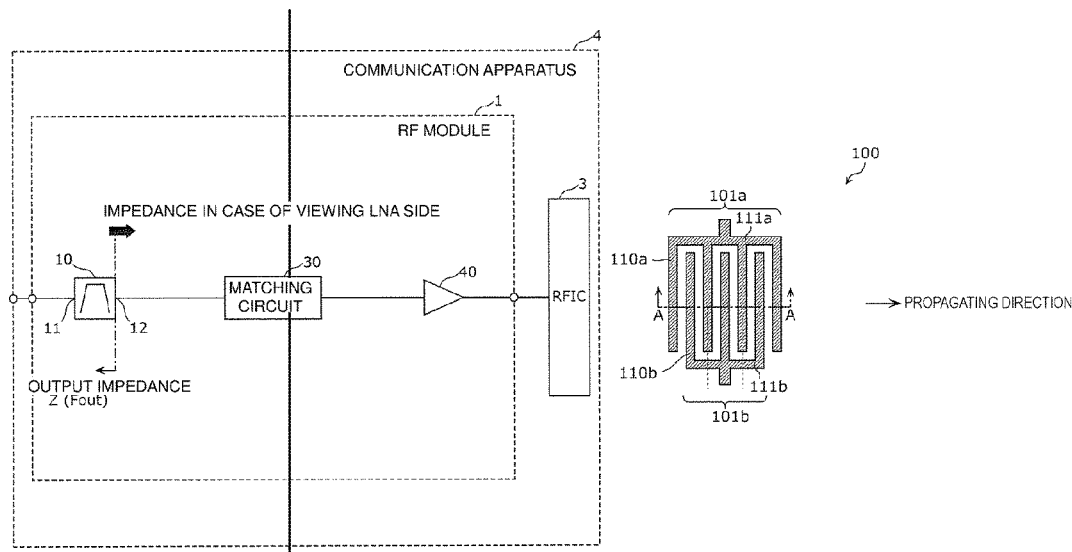 4
COMMUNICATION APPARATUS
1
RF MODULE
IMPEDANCE IN CASE OF VIEWING LNA SIDE
10
11
12
30
MATCHING
CIRCUIT
40
3
RFIC
OUTPUT IMPEDANCE
Z (Fout)
100
101a
111a
110a
A
A
PROPAGATING DIRECTION
110b
111b
101b